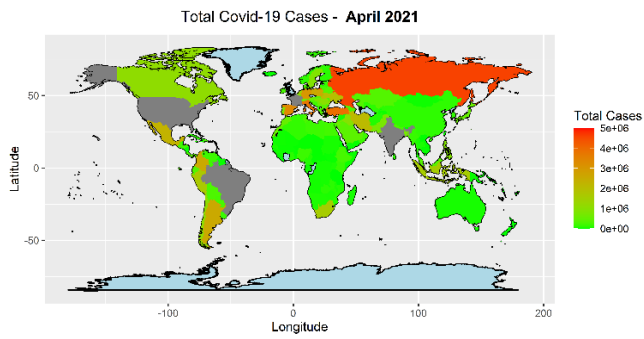 Total Covid-19 Cases - April 2021
Latitude
50
0
-50
-100
0
100
200
Longitude
Total Cases
5e+06
4e+06
3e+06
2e+06
1e+06
0e+00